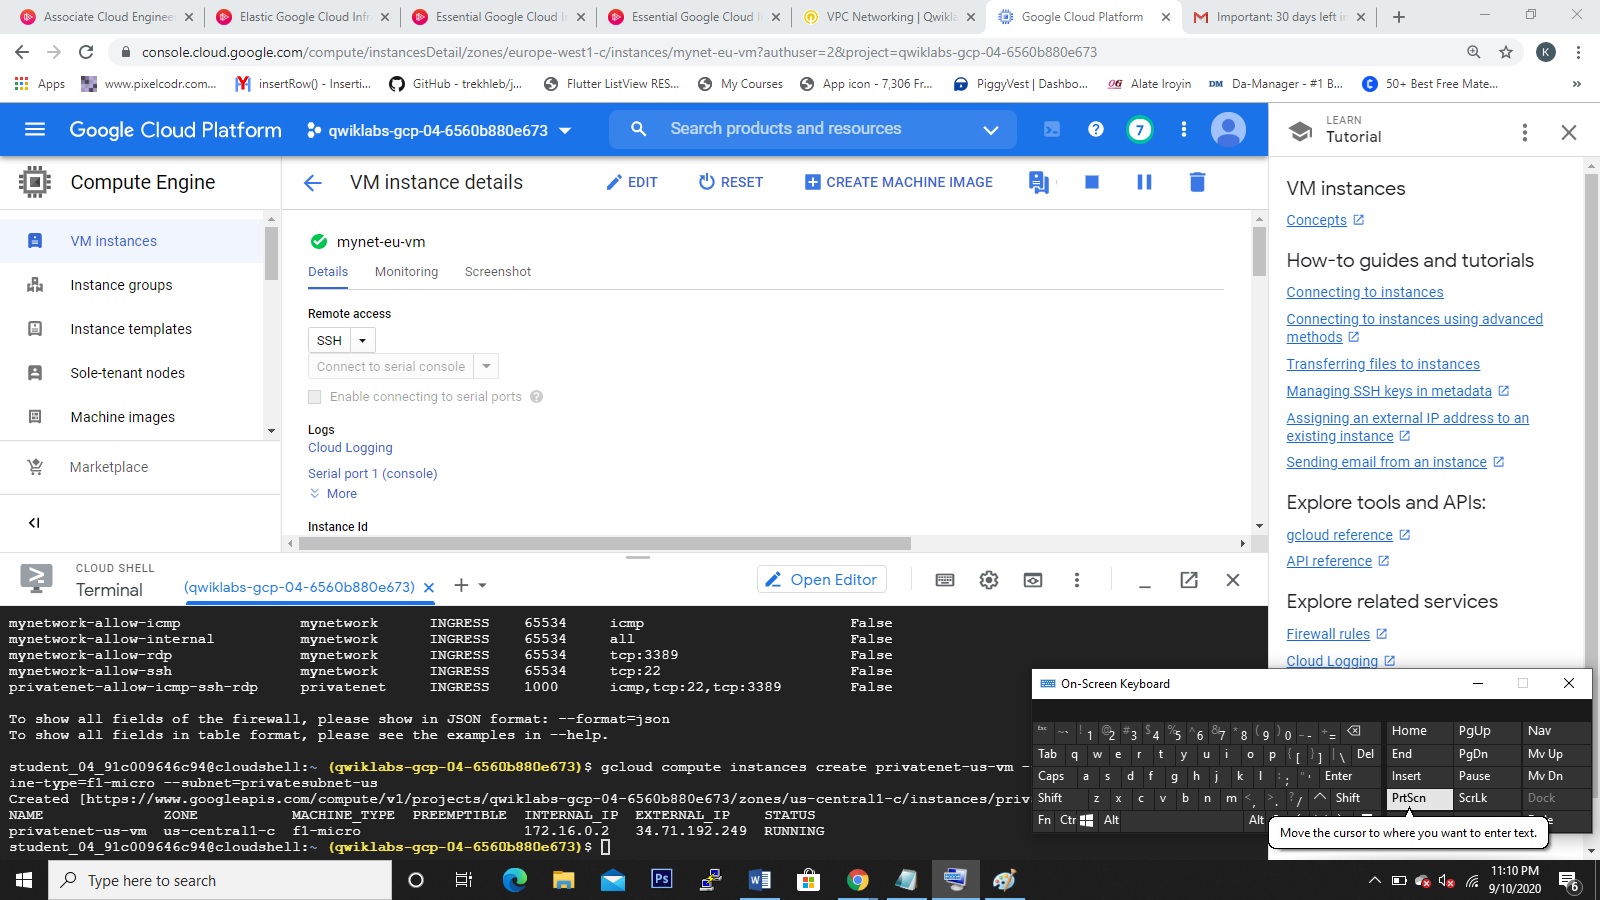 Associate Cloud Enginee
Elastic Google Cloud Infr
Essential Google Cloud I
Essential Google Cloud I
VPC Networking | Qwikla
Google Cloud Platform
Important: 30 days left in
console.cloud.google.com/compute/instancesDetail/zones/europe-west1-c/instances/mynet-eu-vm?authuser=2&project=qwiklabs-gcp-04-6560b880e673
K
Apps
www.pixelcodr.com...
insertRow() - Inserti...
GitHub - trekhleb/j...
Flutter ListView RES...
My Courses
App icon - 7,306 Fr...
PiggyVest | Dashbo...
Alate Iroyin
Da-Manager - #1 B...
50+ Best Free Mate...
»
Google Cloud Platform
qwiklabs-gcp-04-6560b880e673
Search products and resources
7
LEARN
Tutorial
Compute Engine
VM instances
Instance groups
Instance templates
Sole-tenant nodes
Machine images
Marketplace
VM instance details
EDIT
RESET
CREATE MACHINE IMAGE
mynet-eu-vm
Details Monitoring Screenshot
Remote access
SSH
Connect to serial console
Enable connecting to serial ports
Logs
Cloud Logging
Serial port 1 (console)
More
Instance Id
VM instances
Concepts
How-to guides and tutorials
Connecting to instances
Connecting to instances using advanced
methods
Transferring files to instances
Managing SSH keys in metadata
Assigning an external IP address to an
existing instance
Sending email from an instance
Explore tools and APIs:
gcloud reference
API reference
Explore related services
Firewall rules
Cloud Logging
CLOUD SHELL
Terminal
(qwiklabs-gcp-04-6560b880e673)
Open Editor
mynetwork-allow-icmp mynetwork INGRESS 65534 icmp False
mynetwork-allow-internal mynetwork INGRESS 65534 all False
mynetwork-allow-rdp mynetwork INGRESS 65534 tcp:3389 False
mynetwork-allow-ssh mynetwork INGRESS 65534 tcp:22 False
privatenet-allow-icmp-ssh-rdp privatenet INGRESS 1000 icmp,tcp:22,tcp:3389 False
To show all fields of the firewall, please show in JSON format: --format=json
To show all fields in table format, please see the examples in --help.
student_04_91c009646c94@cloudshell:~ (qwiklabs-gcp-04-6560b880e673)$ gcloud compute instances create privatenet-us-vm -
ine-type=f1-micro --subnet=privatesubnet-us
Created [https://www.googleapis.com/compute/v1/projects/qwiklabs-gcp-04-6560b880e673/zones/us-central1-c/instances/priv
NAME ZONE MACHINE_TYPE PREEMPTIBLE INTERNAL_IP EXTERNAL_IP STATUS
privatenet-us-vm us-central1-c f1-micro 172.16.0.2 34.71.192.249 RUNNING
student_04_91c009646c94@cloudshell:~ (qwiklabs-gcp-04-6560b880e673)$
On-Screen Keyboard
Esc ~ ` ! 1 @ 2 # 3 $ 4 % 5 ^ 6 & 7 * 8 ( 9 ) 0 _ - + = Home PgUp Nav
Tab q w e r t y u i o p { [ } ] | \ Del End PgDn Mv Up
Caps a s d f g h j k l : ; " ' Enter Insert Pause Mv Dn
Shift z x c v b n m < , > . ? / ^ Shift PrtScn ScrLk Dock
Fn Ctrl Alt Alt
Move the cursor to where you want to enter text.
Type here to search
Ps
11:10 PM
9/10/2020
6